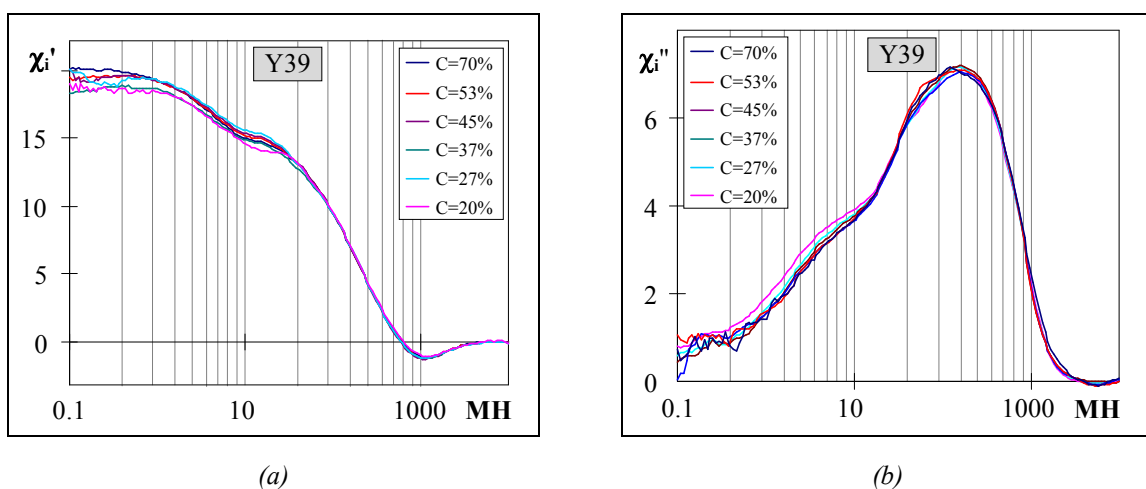 χi'
Y39
C=70%
C=53%
C=45%
C=37%
C=27%
C=20%
20
15
10
5
0
0.1
10
1000
MH
(a)
χi"
Y39
C=70%
C=53%
C=45%
C=37%
C=27%
C=20%
6
4
2
0
0.1
10
1000
MH
(b)